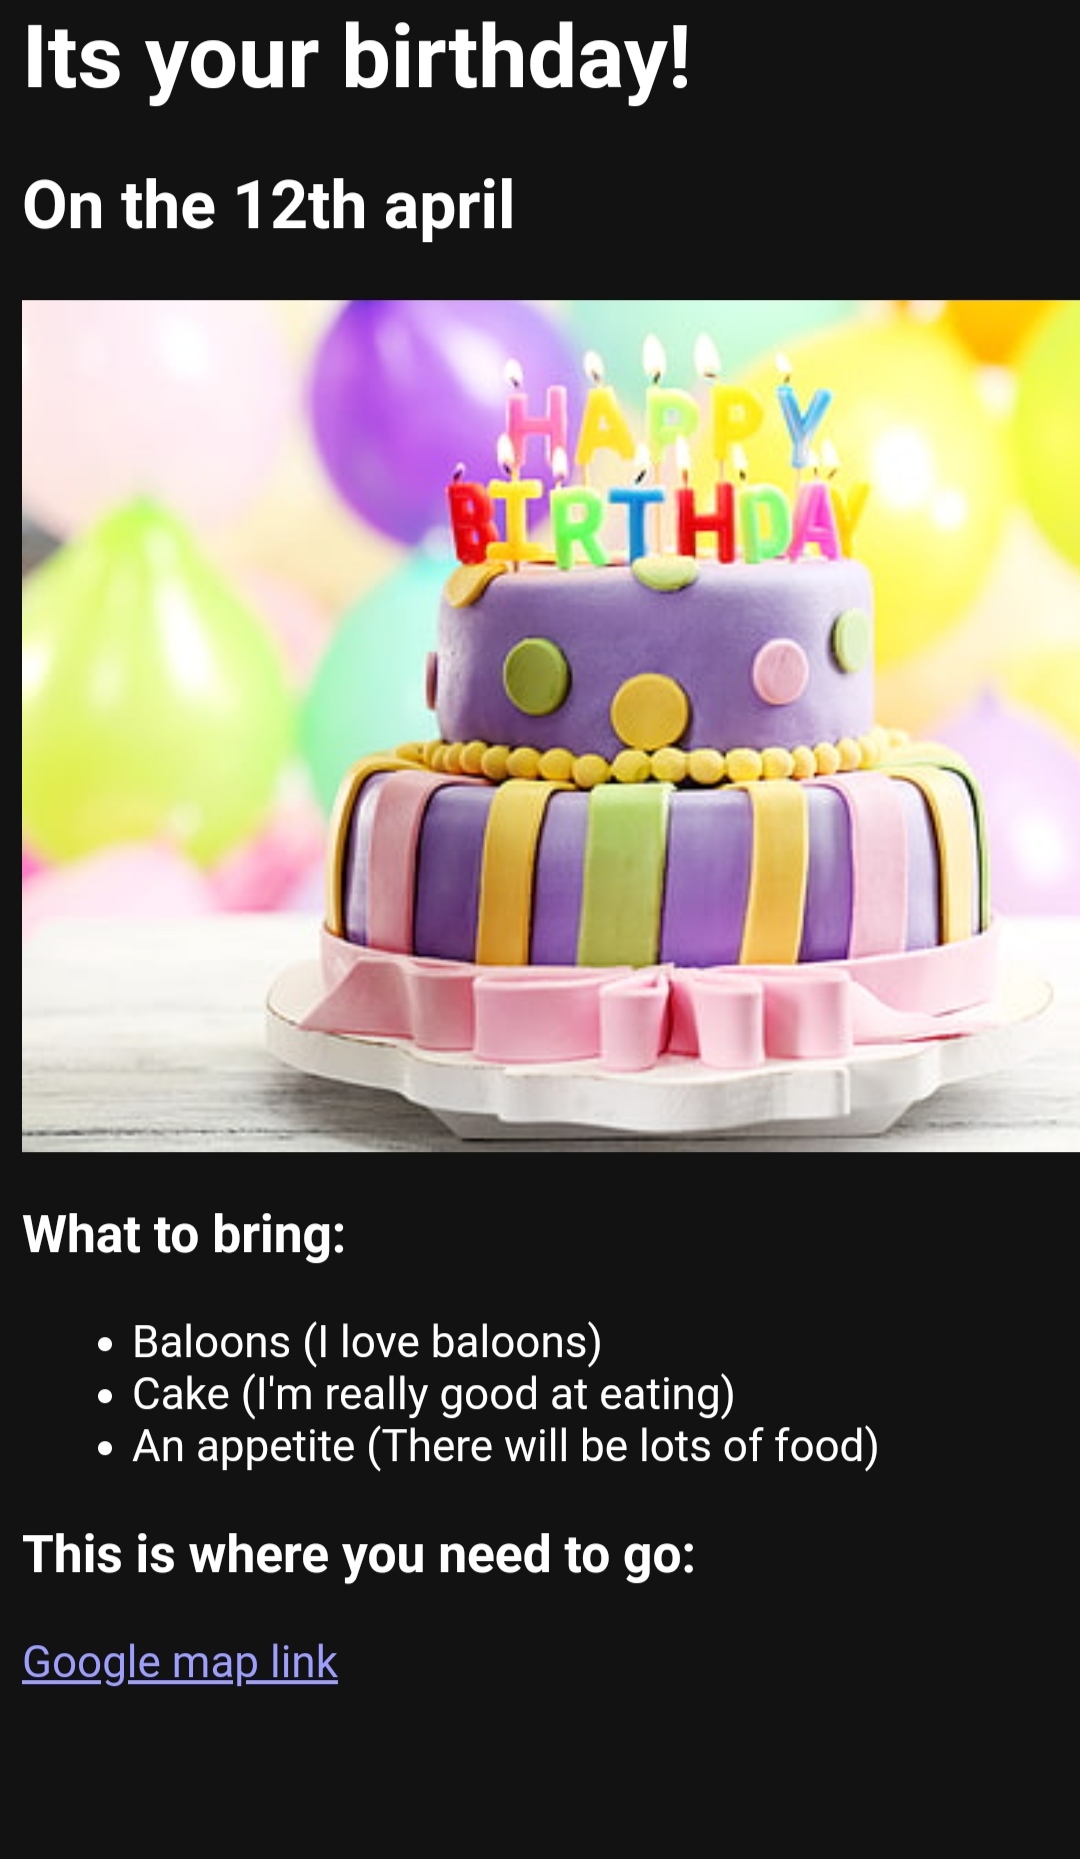 Its your birthday!
On the 12th april
HAPPY
BIRTHDAY
What to bring:
Baloons (I love baloons)
Cake (I'm really good at eating)
An appetite (There will be lots of food)
This is where you need to go:
Google map link